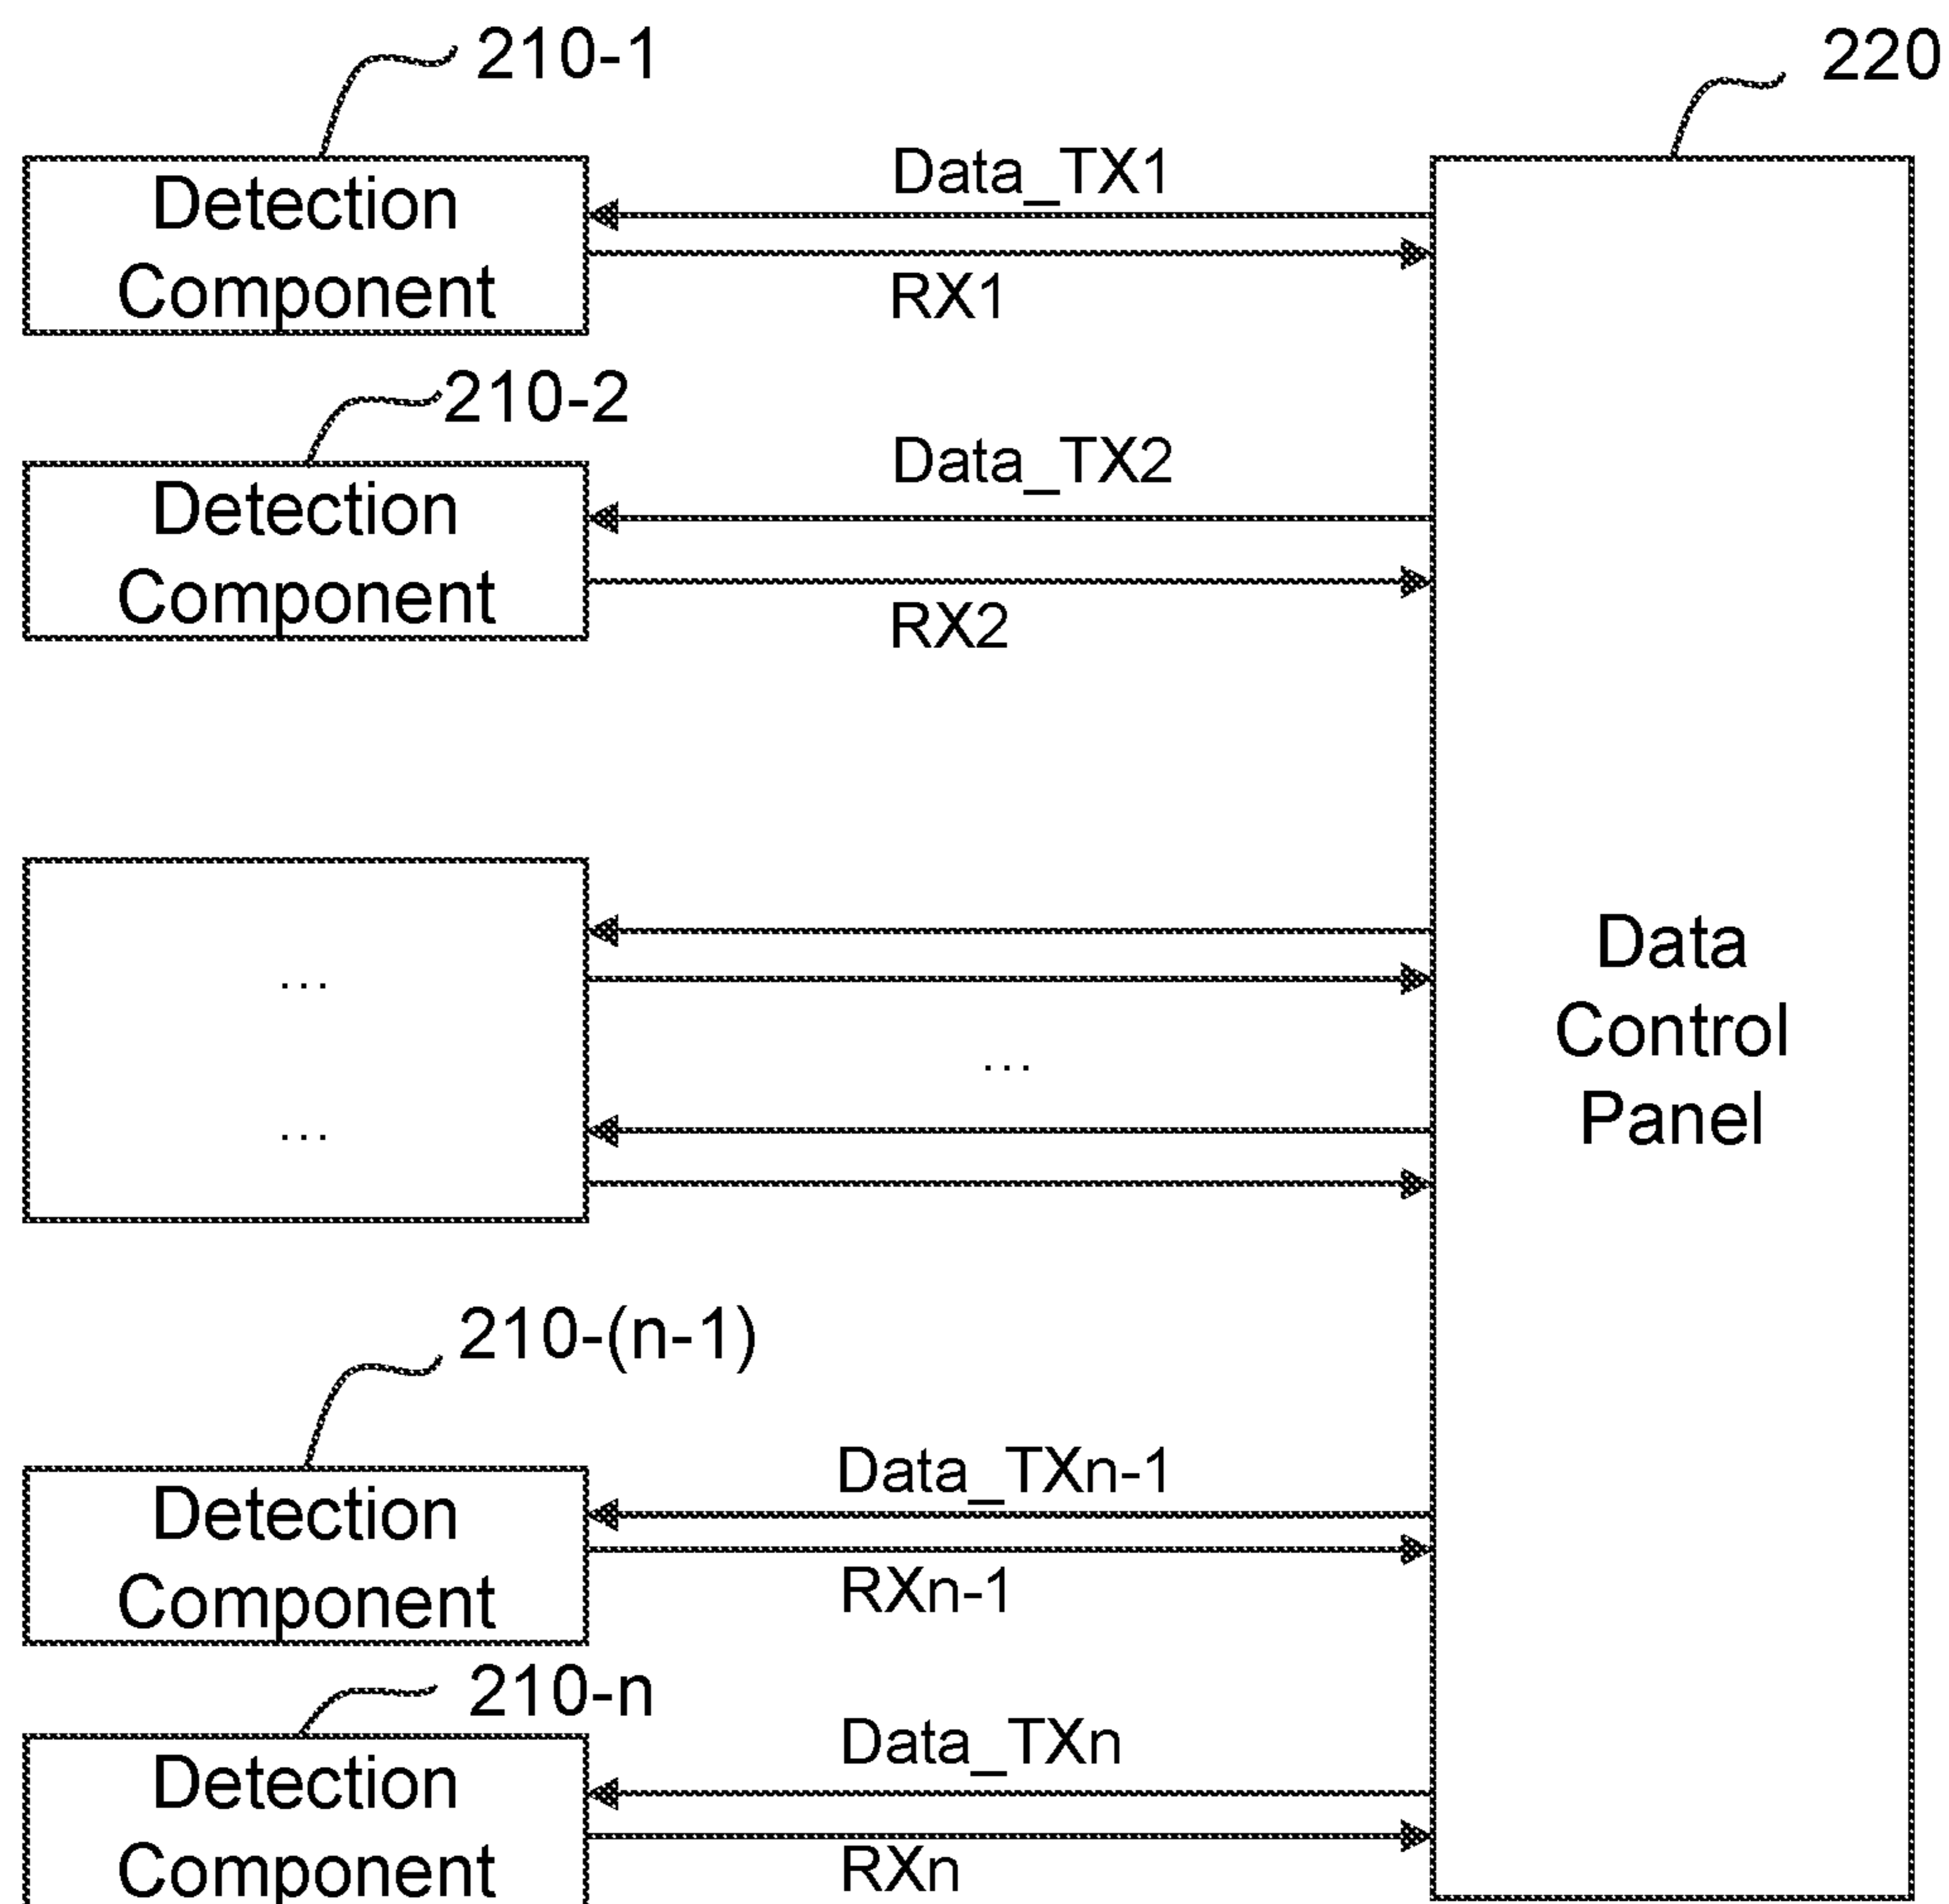 210-1
220
Detection
Component
Data_TX1
RX1
210-2
Detection
Component
Data_TX2
RX2
...
...
...
Data
Control
Panel
210-(n-1)
Detection
Component
Data_TXn-1
RXn-1
210-n
Detection
Component
Data_TXn
RXn